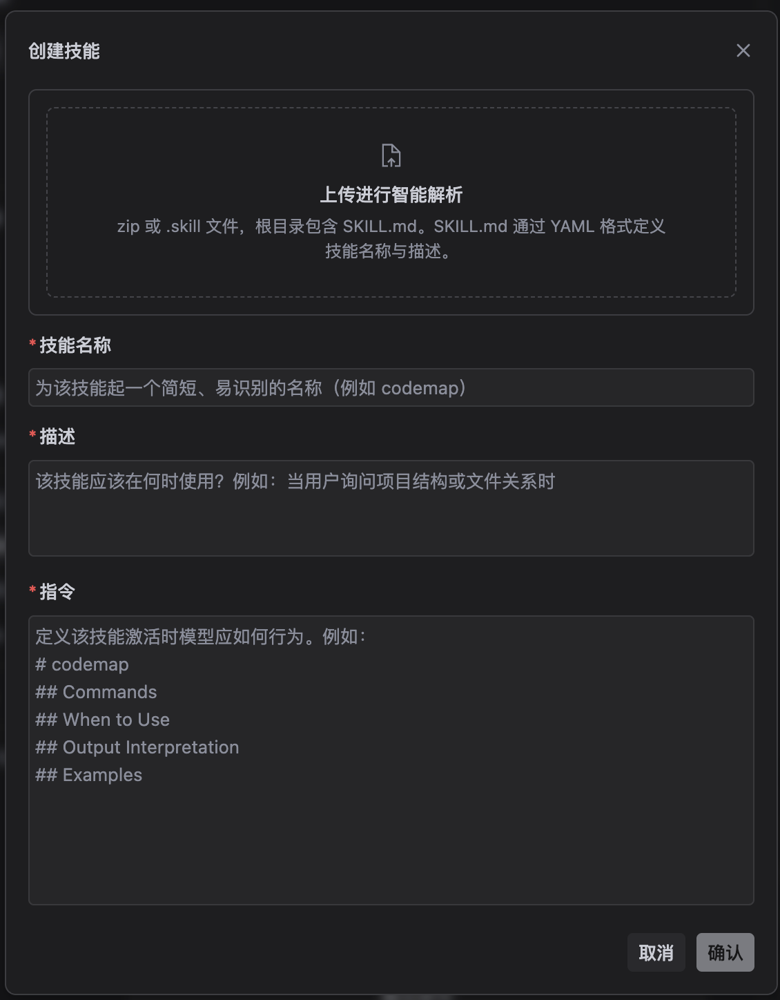 创建技能
上传进行智能解析
zip 或 .skill 文件，根目录包含 SKILL.md。SKILL.md 通过 YAML 格式定义
技能名称与描述。
* 技能名称
为该技能起一个简短、易识别的名称（例如 codemap）
* 描述
该技能应该在何时使用？例如：当用户询问项目结构或文件关系时
* 指令
定义该技能激活时模型应如何行为。例如：
# codemap
## Commands
## When to Use
## Output Interpretation
## Examples
取消
确认